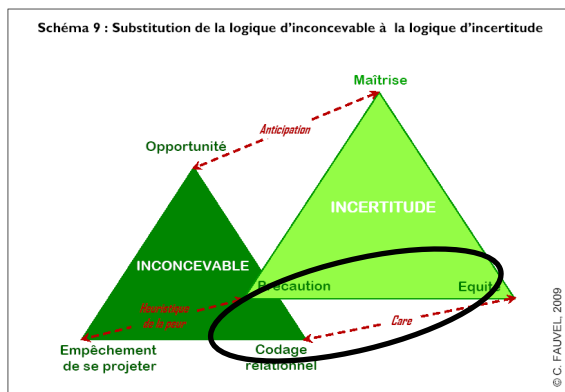 Schéma 9 : Substitution de la logique d'inconcevable à la logique d'incertitude
Maîtrise
Anticipation
Opportunité
INCERTITUDE
INCONCEVABLE
Précaution
Equité
Heuristique
de la peur
Care
Empêchement
de se projeter
Codage
relationnel
© C. FAUVEL, 2009